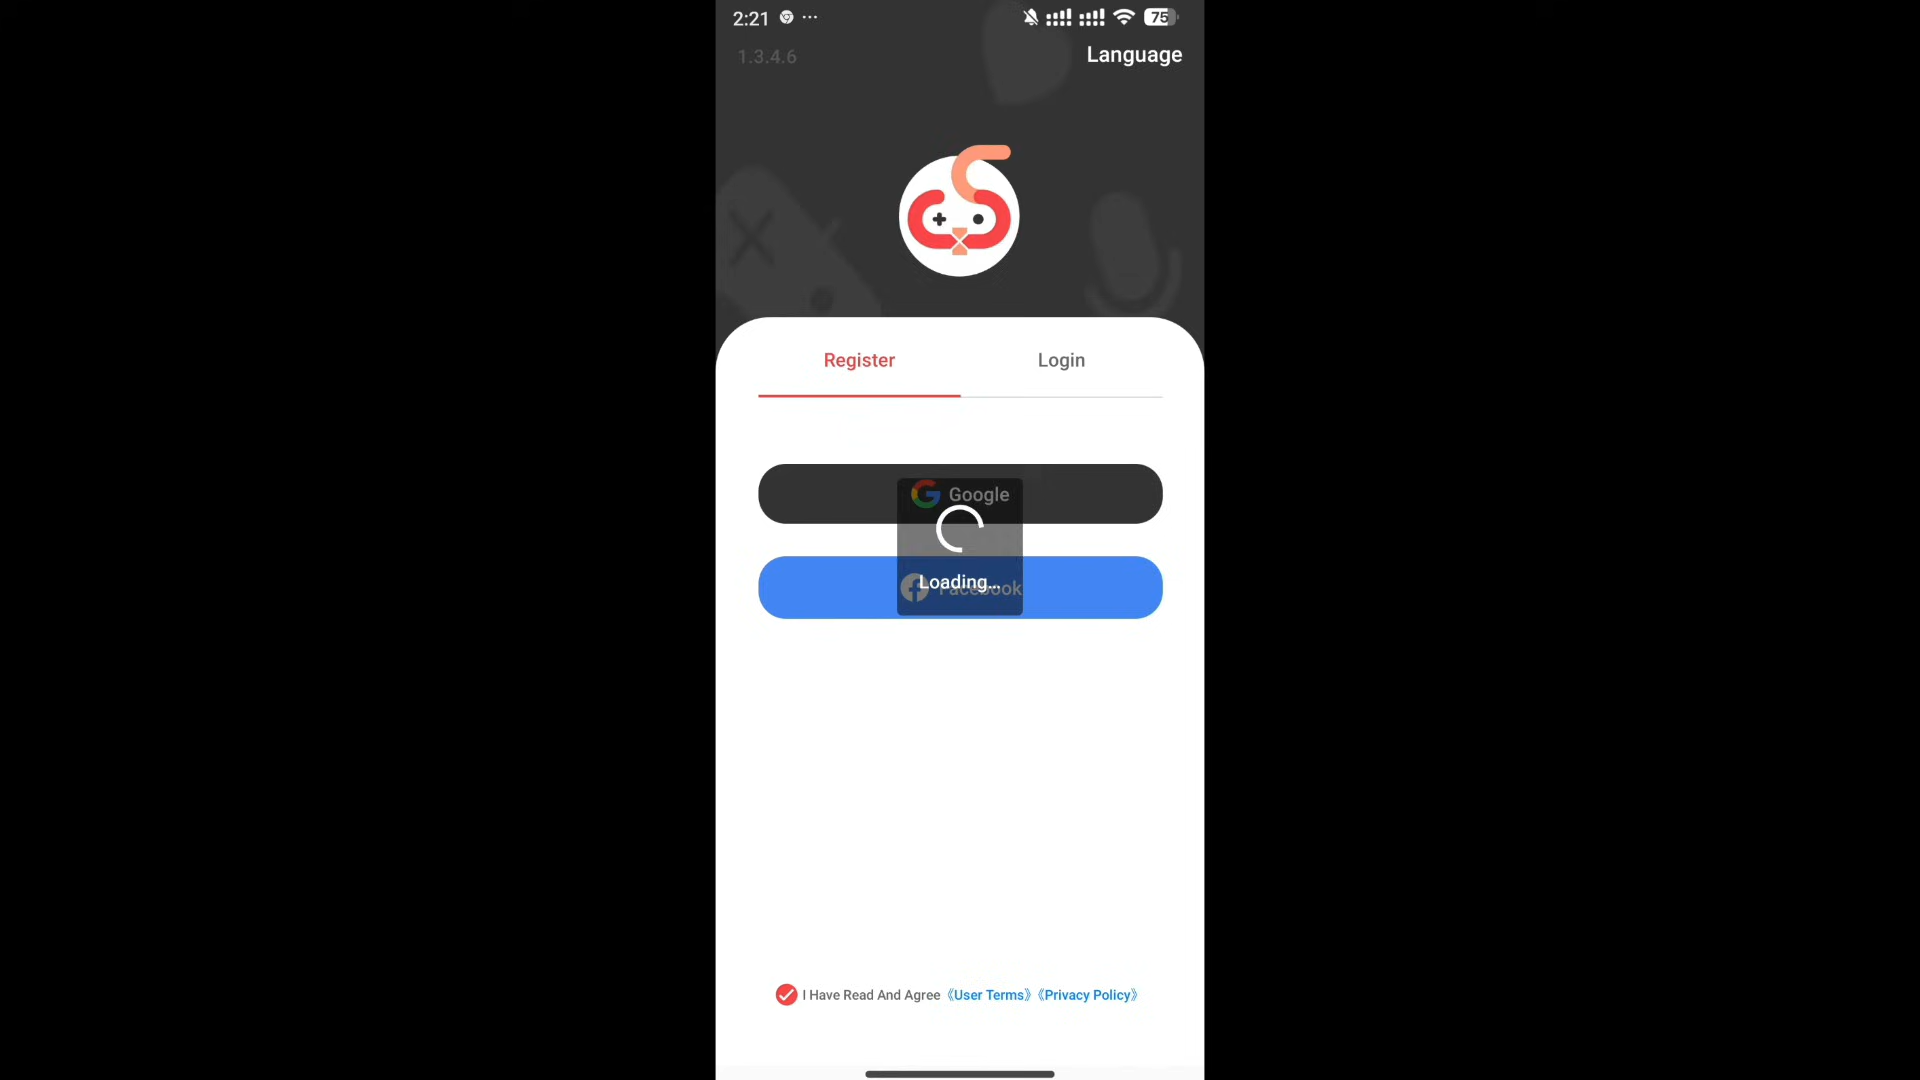 2:21 ... 75
1.3.4.6
Language
Register Login
Google
Loading...
Facebook
I Have Read And Agree 《User Terms》《Privacy Policy》